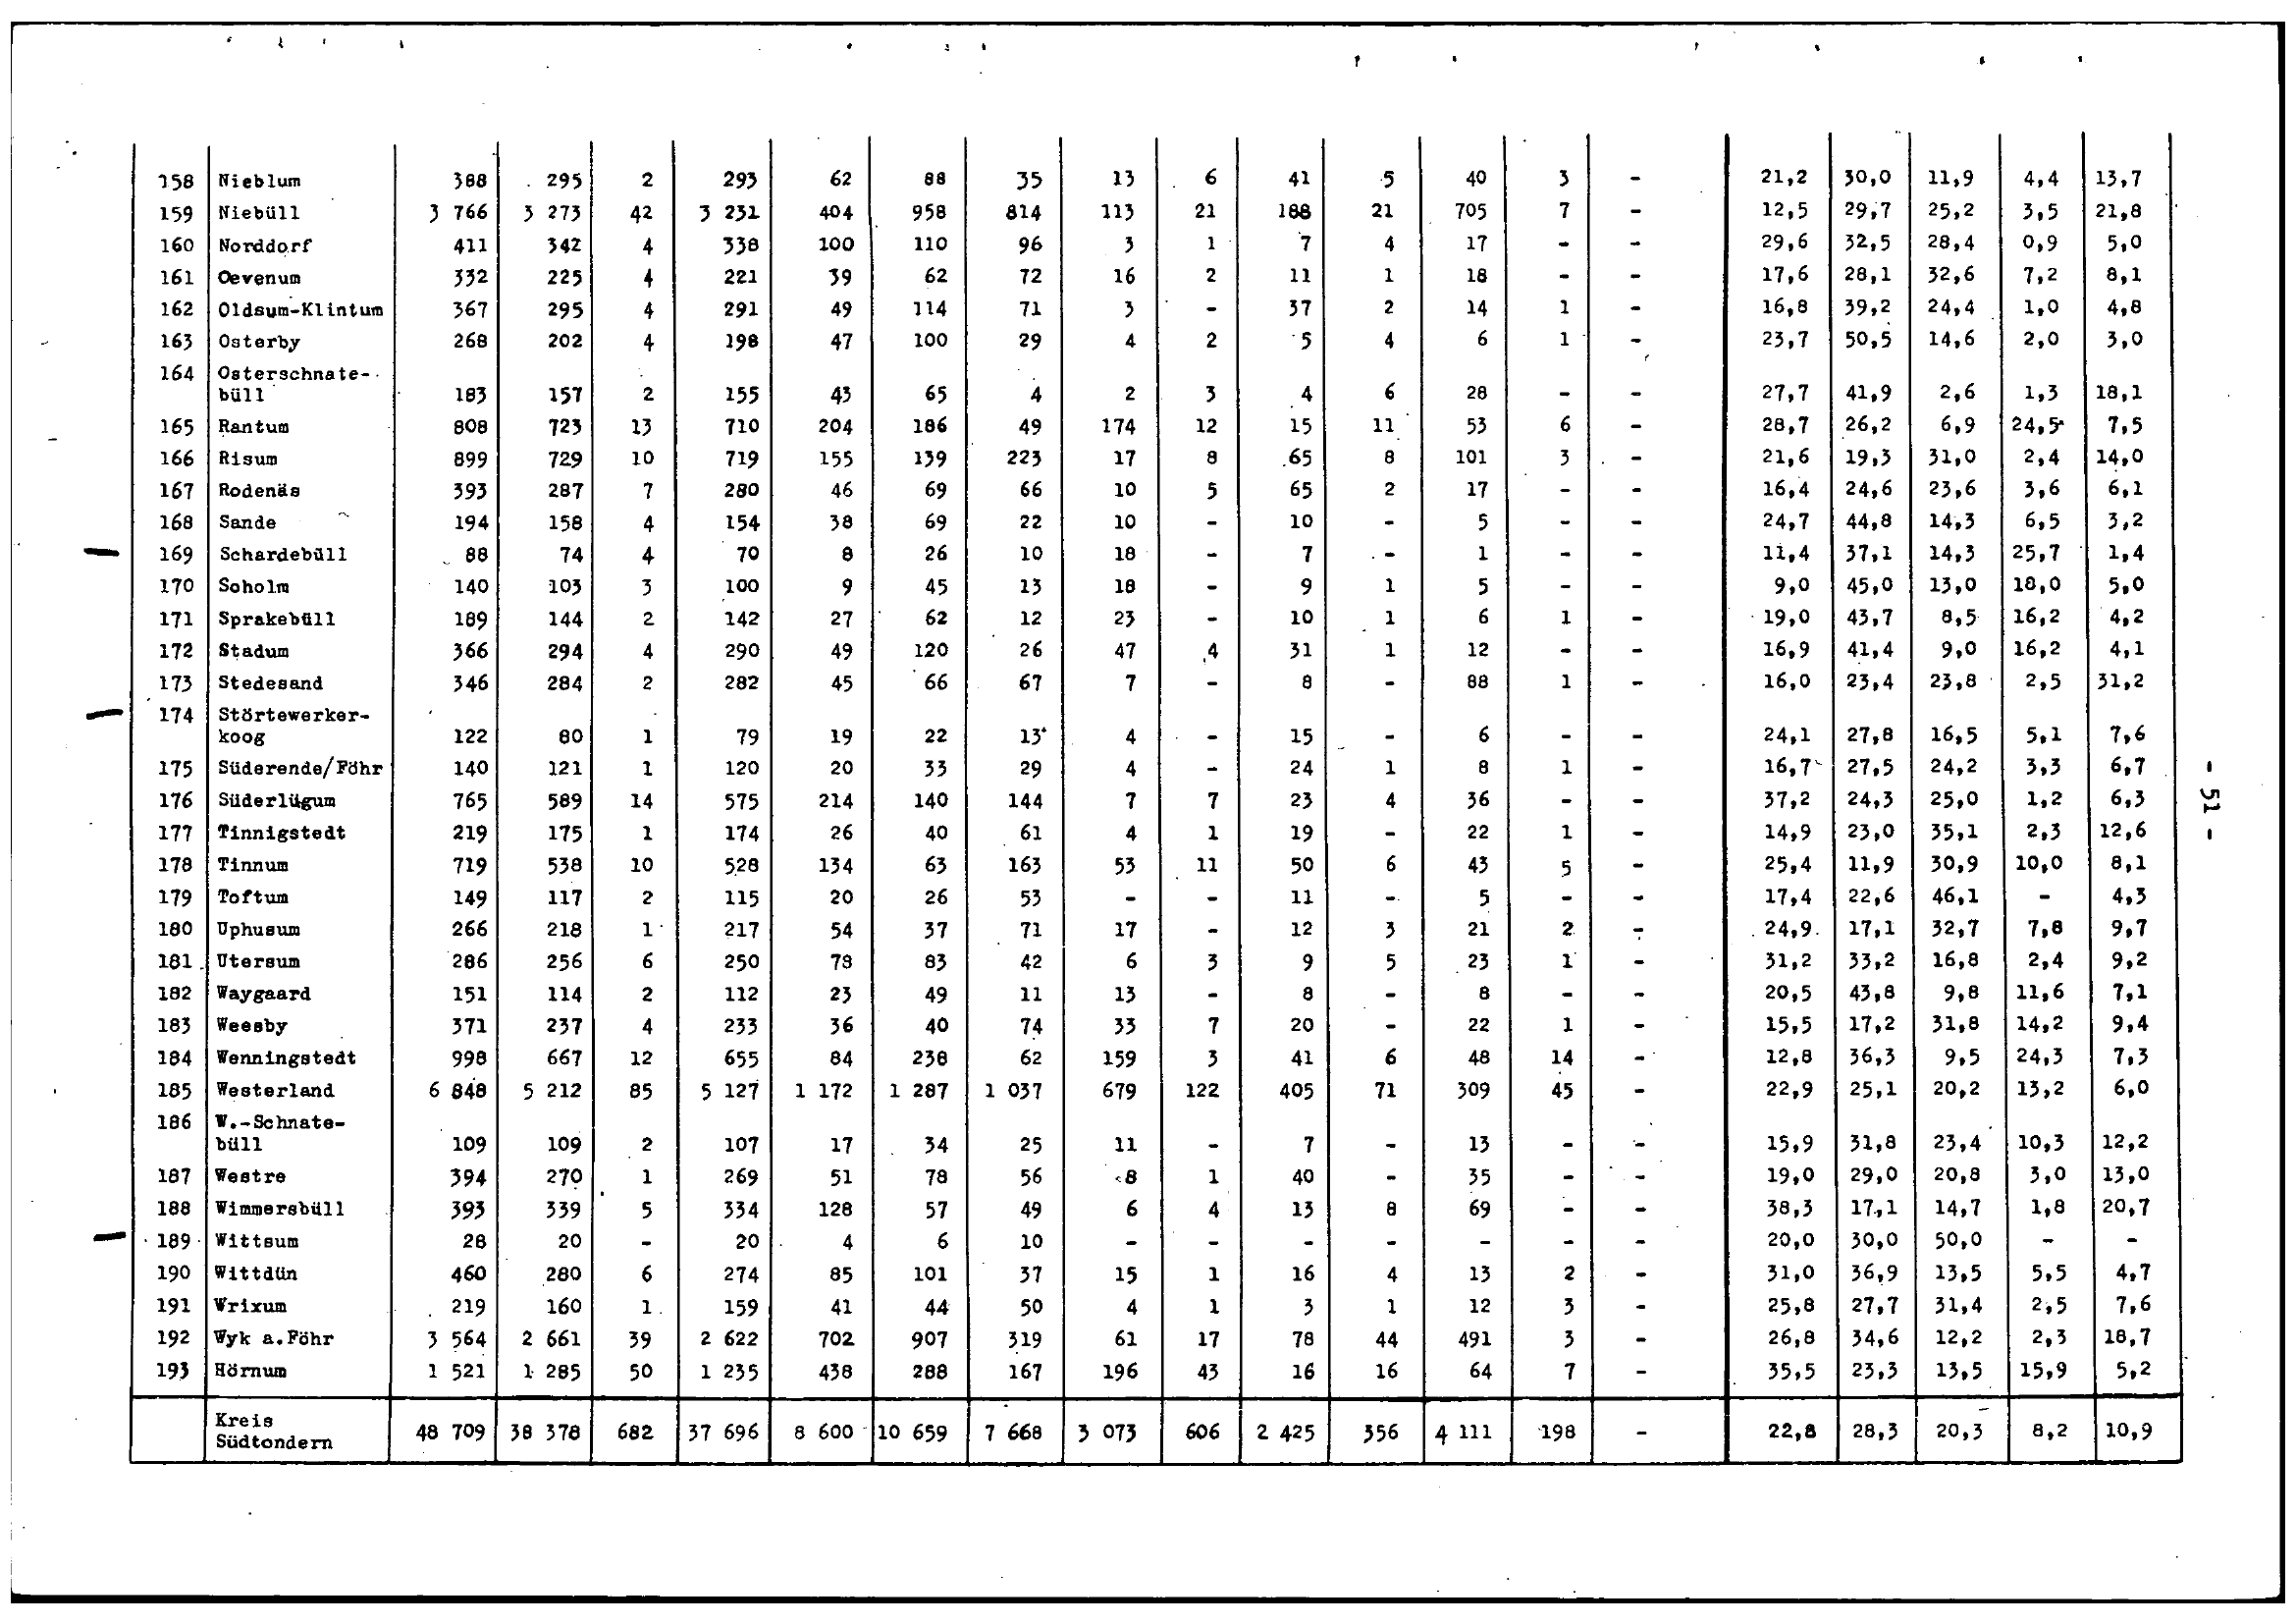 158 Nieblum 388 295 2 293 62 88 35 13 6 41 5 40 3 - 21,2 30,0 11,9 4,4 13,7
159 Niebüll 3 766 3 273 42 3 231 404 958 814 113 21 188 21 705 7 - 12,5 29,7 25,2 3,5 21,8
160 Norddorf 411 342 4 338 100 110 96 3 1 7 4 17 - - 29,6 32,5 28,4 0,9 5,0
161 Oevenum 332 225 4 221 39 62 72 16 2 11 1 18 - - 17,6 28,1 32,6 7,2 8,1
162 Oldsum-Klintum 367 295 4 291 49 114 71 3 - 37 2 14 1 - 16,8 39,2 24,4 1,0 4,8
163 Osterby 268 202 4 198 47 100 29 4 2 5 4 6 1 - 23,7 50,5 14,6 2,0 3,0
164 Osterschnate-
büll 183 157 2 155 43 65 4 2 3 4 6 28 - - 27,7 41,9 2,6 1,3 18,1
165 Rantum 808 723 13 710 204 186 49 174 12 15 11 53 6 - 28,7 26,2 6,9 24,5 7,5
166 Risum 899 729 10 719 155 139 223 17 8 65 8 101 3 - 21,6 19,3 31,0 2,4 14,0
167 Rodenäs 393 287 7 280 46 69 66 10 5 65 2 17 - - 16,4 24,6 23,6 3,6 6,1
168 Sande 194 158 4 154 38 69 22 10 - 10 - 5 - - 24,7 44,8 14,3 6,5 3,2
169 Schardebüll 88 74 4 70 8 26 10 18 - 7 - 1 - - 11,4 37,1 14,3 25,7 1,4
170 Soholm 140 103 3 100 9 45 13 18 - 9 1 5 - - 9,0 45,0 13,0 18,0 5,0
171 Sprakebüll 189 144 2 142 27 62 12 23 - 10 1 6 1 - 19,0 43,7 8,5 16,2 4,2
172 Stadum 366 294 4 290 49 120 26 47 4 31 1 12 - - 16,9 41,4 9,0 16,2 4,1
173 Stedesand 346 284 2 282 45 66 67 7 - 8 - 88 1 - 16,0 23,4 23,8 2,5 31,2
174 Störtewerker-
koog 122 80 1 79 19 22 13 4 - 15 - 6 - - 24,1 27,8 16,5 5,1 7,6
175 Süderende/Föhr 140 121 1 120 20 33 29 4 - 24 1 8 1 - 16,7 27,5 24,2 3,3 6,7
176 Süderlügum 765 589 14 575 214 140 144 7 7 23 4 36 - - 37,2 24,3 25,0 1,2 6,3
177 Tinnigstedt 219 175 1 174 26 40 61 4 1 19 - 22 1 - 14,9 23,0 35,1 2,3 12,6
178 Tinnum 719 538 10 528 134 63 163 53 11 50 6 43 5 - 25,4 11,9 30,9 10,0 8,1
179 Toftum 149 117 2 115 20 26 53 - - 11 - 5 - - 17,4 22,6 46,1 - 4,3
180 Uphusum 266 218 1 217 54 37 71 17 - 12 3 21 2 - 24,9 17,1 32,7 7,8 9,7
181 Utersum 286 256 6 250 78 83 42 6 3 9 5 23 1 - 31,2 33,2 16,8 2,4 9,2
182 Waygaard 151 114 2 112 23 49 11 13 - 8 - 8 - - 20,5 43,8 9,8 11,6 7,1
183 Weesby 371 237 4 233 36 40 74 33 7 20 - 22 1 - 15,5 17,2 31,8 14,2 9,4
184 Wenningstedt 998 667 12 655 84 238 62 159 3 41 6 48 14 - 12,8 36,3 9,5 24,3 7,3
185 Westerland 6 848 5 212 85 5 127 1 172 1 287 1 037 679 122 405 71 309 45 - 22,9 25,1 20,2 13,2 6,0
186 W.-Schnate-
büll 109 109 2 107 17 34 25 11 - 7 - 13 - - 15,9 31,8 23,4 10,3 12,2
187 Westre 394 270 1 269 51 78 56 8 1 40 - 35 - - 19,0 29,0 20,8 3,0 13,0
188 Wimmersbüll 393 339 5 334 128 57 49 6 4 13 8 69 - - 38,3 17,1 14,7 1,8 20,7
189 Wittsum 28 20 - 20 4 6 10 - - - - - - - 20,0 30,0 50,0 - -
190 Wittdün 460 280 6 274 85 101 37 15 1 16 4 13 2 - 31,0 36,9 13,5 5,5 4,7
191 Wrixum 219 160 1 159 41 44 50 4 1 3 1 12 3 - 25,8 27,7 31,4 2,5 7,6
192 Wyk a.Föhr 3 564 2 661 39 2 622 702 907 319 61 17 78 44 491 3 - 26,8 34,6 12,2 2,3 18,7
193 Hörnum 1 521 1 285 50 1 235 438 288 167 196 43 16 16 64 7 - 35,5 23,3 13,5 15,9 5,2
Kreis
Südtondern 48 709 38 378 682 37 696 8 600 10 659 7 668 3 073 606 2 425 356 4 111 198 - 22,8 28,3 20,3 8,2 10,9
- 51 -